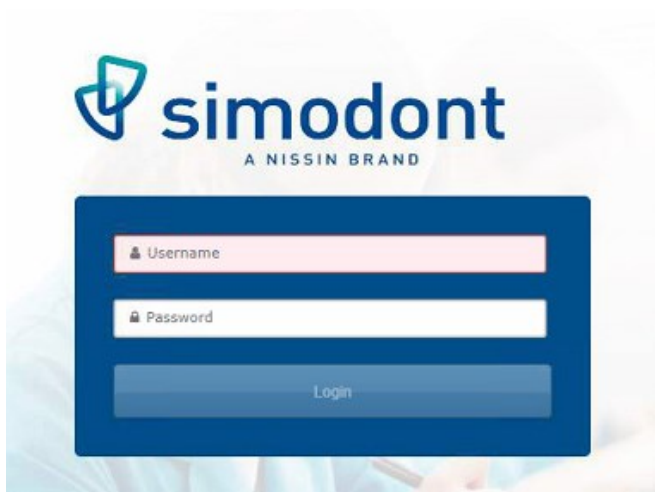 simodont
A NISSIN BRAND
Username
Password
Login